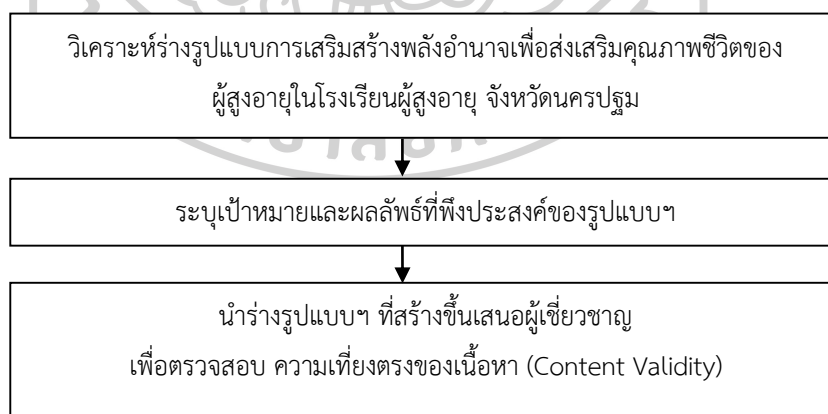 วิเคราะห์ร่างรูปแบบการเสริมสร้างพลังอำนาจเพื่อส่งเสริมคุณภาพชีวิตของ
ผู้สูงอายุในโรงเรียนผู้สูงอายุ จังหวัดนครปฐม
ระบุเป้าหมายและผลลัพธ์ที่พึงประสงค์ของรูปแบบฯ
นำร่างรูปแบบฯ ที่สร้างขึ้นเสนอผู้เชี่ยวชาญ
เพื่อตรวจสอบ ความเที่ยงตรงของเนื้อหา (Content Validity)